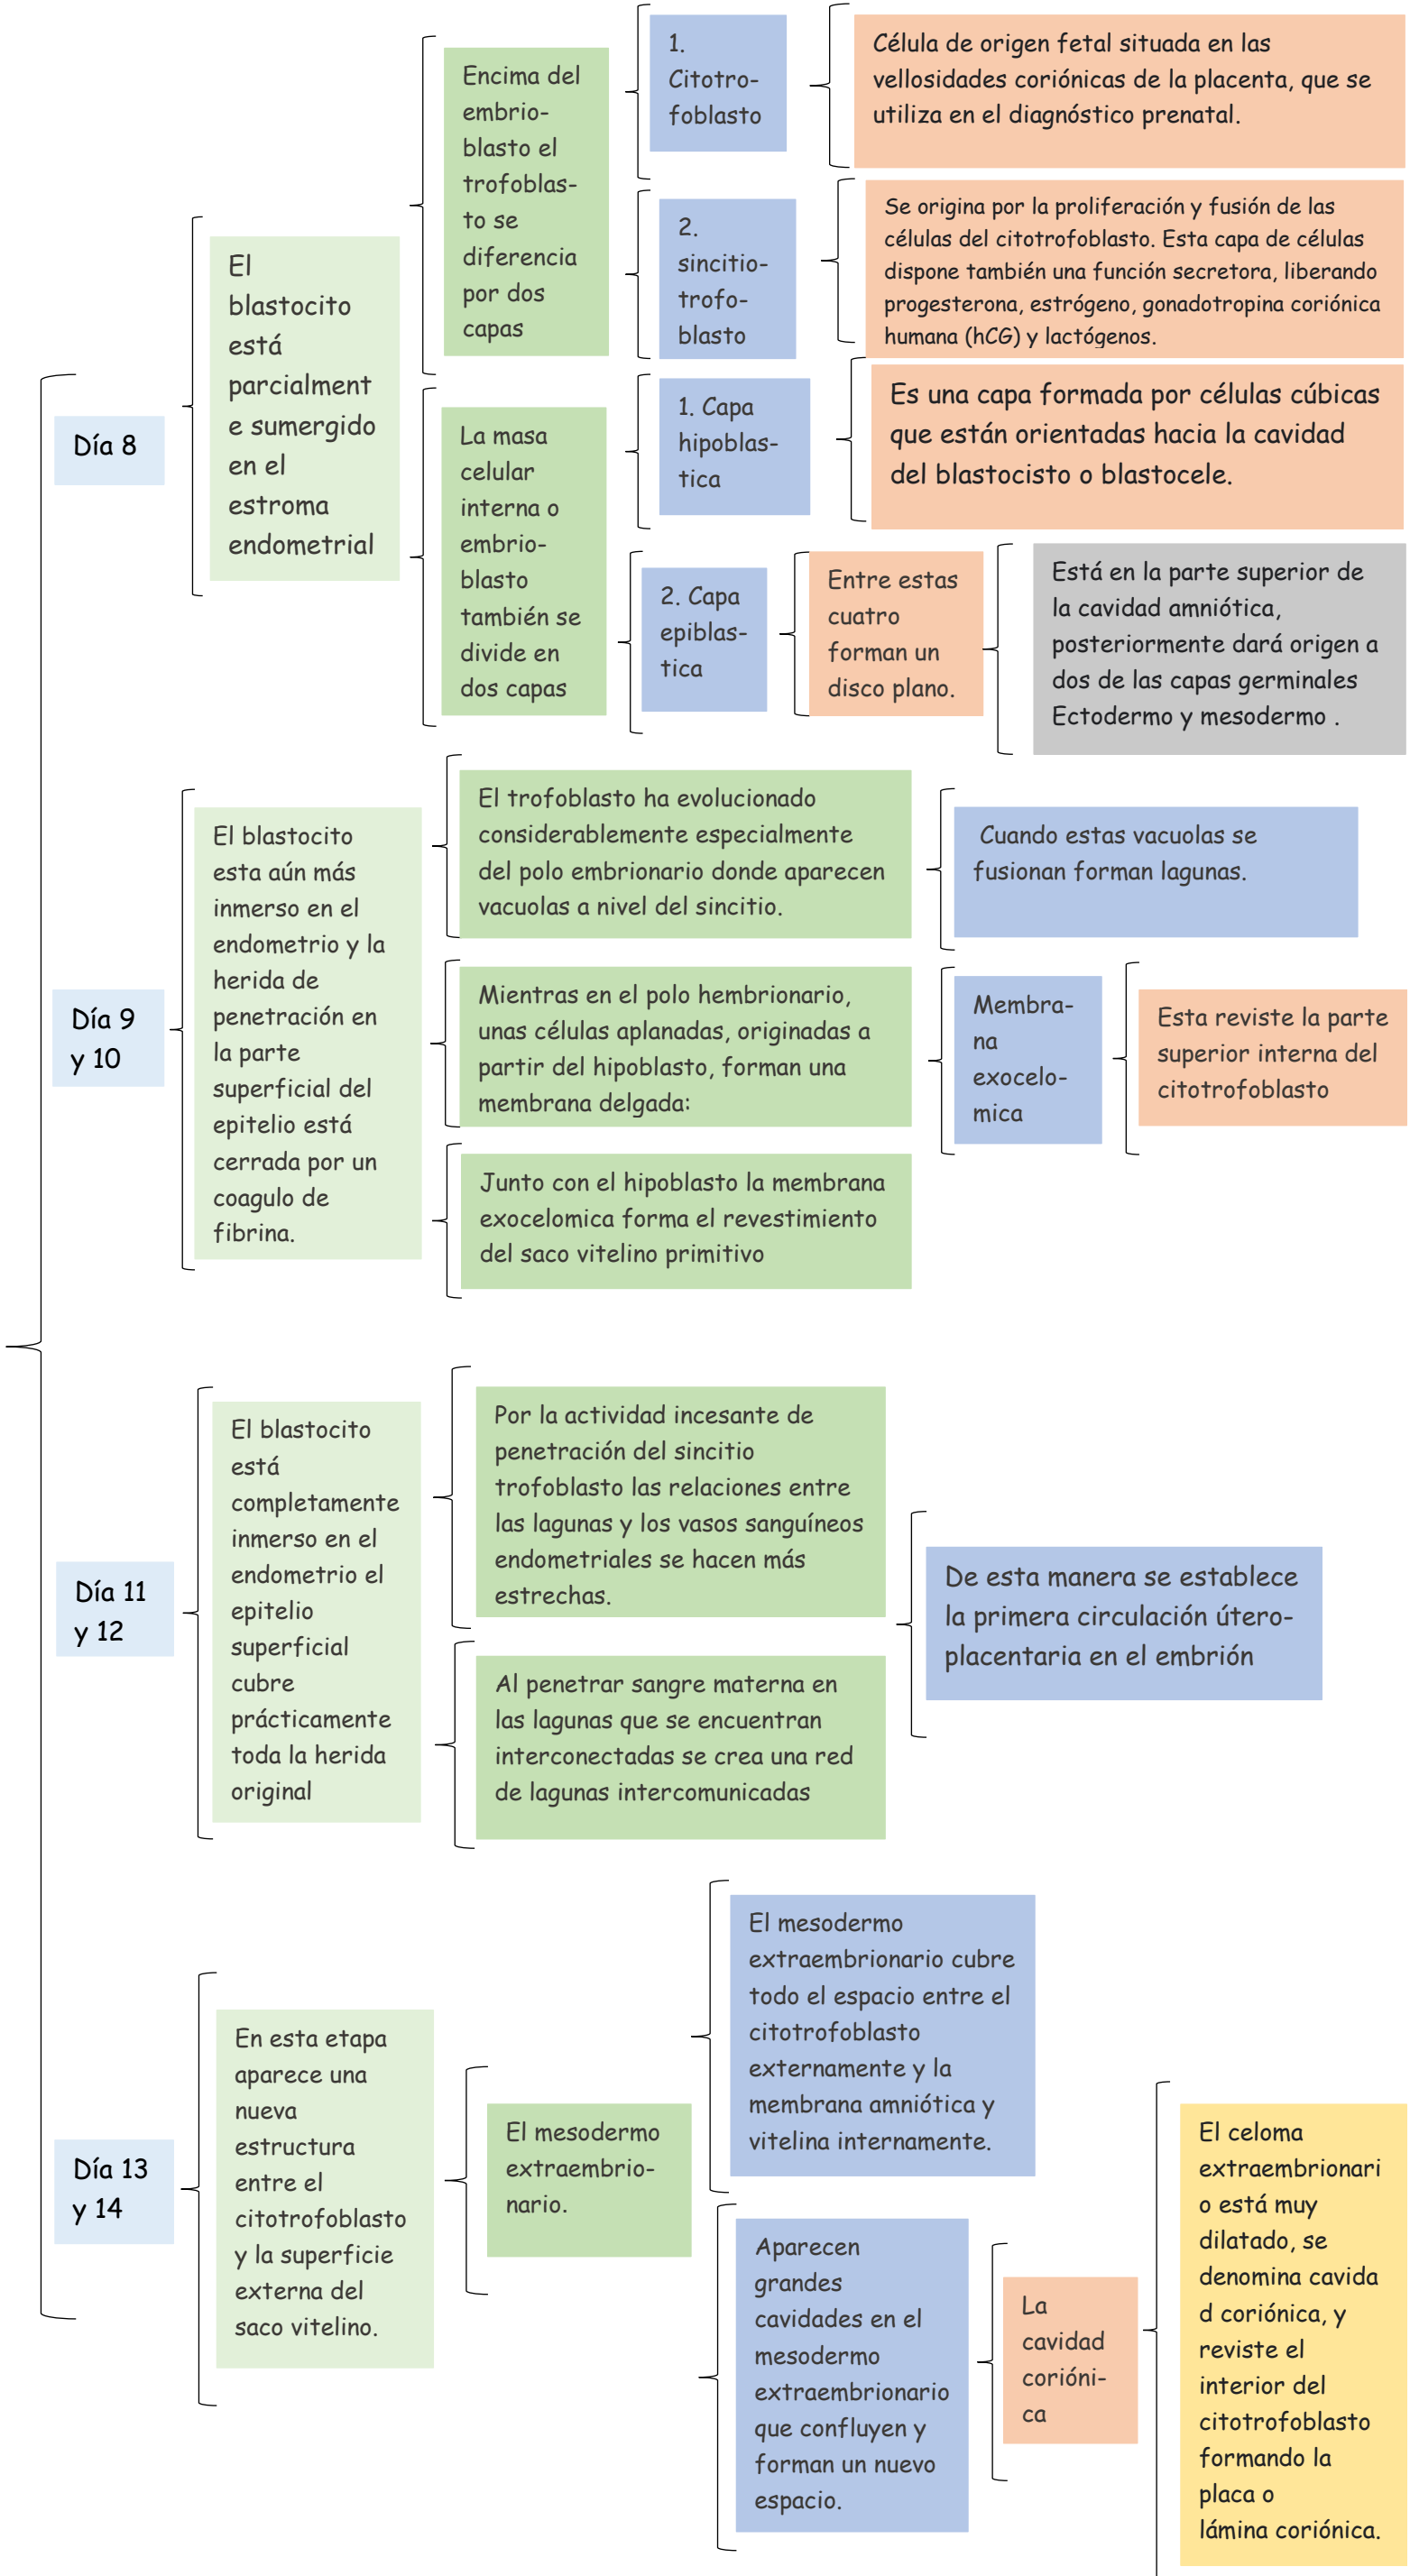 Día 8
El
blastocito
está
parcialment
e sumergido
en el
estroma
endometrial
Encima del
embrio-
blasto el
trofoblas-
to se
diferencia
por dos
capas
1.
Citotro-
foblasto
Célula de origen fetal situada en las
vellosidades coriónicas de la placenta, que se
utiliza en el diagnóstico prenatal.
2.
sincitio-
trofo-
blasto
Se origina por la proliferación y fusión de las
células del citotrofoblasto. Esta capa de células
dispone también una función secretora, liberando
progesterona, estrógeno, gonadotropina coriónica
humana (hCG) y lactógenos.
La masa
celular
interna o
embrio-
blasto
también se
divide en
dos capas
1. Capa
hipoblas-
tica
Es una capa formada por células cúbicas
que están orientadas hacia la cavidad
del blastocisto o blastocele.
2. Capa
epiblas-
tica
Entre estas
cuatro
forman un
disco plano.
Está en la parte superior de
la cavidad amniótica,
posteriormente dará origen a
dos de las capas germinales
Ectodermo y mesodermo .
Día 9
y 10
El blastocito
esta aún más
inmerso en el
endometrio y la
herida de
penetración en
la parte
superficial del
epitelio está
cerrada por un
coagulo de
fibrina.
El trofoblasto ha evolucionado
considerablemente especialmente
del polo embrionario donde aparecen
vacuolas a nivel del sincitio.
Cuando estas vacuolas se
fusionan forman lagunas.
Mientras en el polo hembrionario,
unas células aplanadas, originadas a
partir del hipoblasto, forman una
membrana delgada:
Membra-
na
exocelo-
mica
Esta reviste la parte
superior interna del
citotrofoblasto
Junto con el hipoblasto la membrana
exocelomica forma el revestimiento
del saco vitelino primitivo
Día 11
y 12
El blastocito
está
completamente
inmerso en el
endometrio el
epitelio
superficial
cubre
prácticamente
toda la herida
original
Por la actividad incesante de
penetración del sincitio
trofoblasto las relaciones entre
las lagunas y los vasos sanguíneos
endometriales se hacen más
estrechas.
Al penetrar sangre materna en
las lagunas que se encuentran
interconectadas se crea una red
de lagunas intercomunicadas
De esta manera se establece
la primera circulación útero-
placentaria en el embrión
Día 13
y 14
En esta etapa
aparece una
nueva
estructura
entre el
citotrofoblasto
y la superficie
externa del
saco vitelino.
El mesodermo
extraembrio-
nario.
El mesodermo
extraembrionario cubre
todo el espacio entre el
citotrofoblasto
externamente y la
membrana amniótica y
vitelina internamente.
Aparecen
grandes
cavidades en el
mesodermo
extraembrionario
que confluyen y
forman un nuevo
espacio.
La
cavidad
corióni-
ca
El celoma
extraembrionari
o está muy
dilatado, se
denomina cavida
d coriónica, y
reviste el
interior del
citotrofoblasto
formando la
placa o
lámina coriónica.